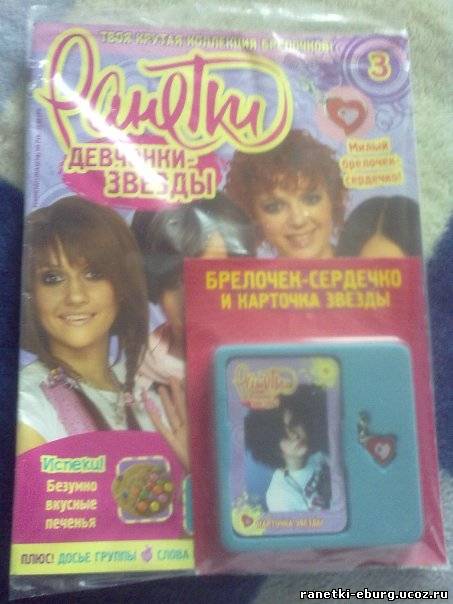 ТВОЯ КРУТАЯ КОЛЛЕКЦИЯ БРЕЛОЧКОВ!
3
Ранетки
ДЕВЧОНКИ-
ЗВЕЗДЫ
Милый
брелочек-
сердечко!
БРЕЛОЧЕК-СЕРДЕЧКО
И КАРТОЧКА ЗВЕЗДЫ
Ранетки
КАРТОЧКА ЗВЕЗДЫ
Испеки!
Безумно
вкусные
печенья
ПЛЮС! ДОСЬЕ ГРУППЫ СЛОВА
ranetki-eburg.ucoz.ru